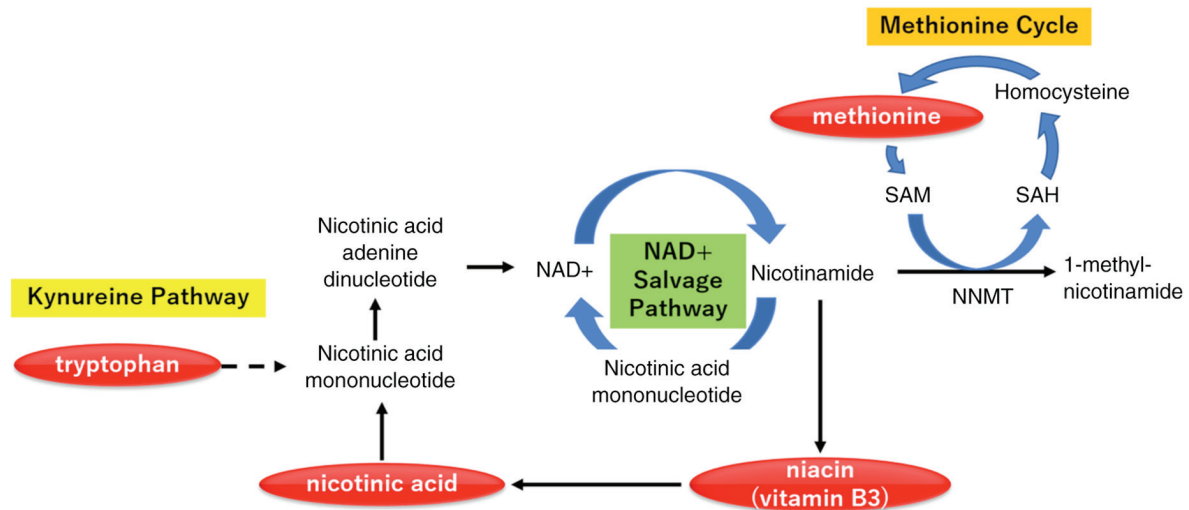 Methionine Cycle
Homocysteine
methionine
SAM
SAH
Nicotinic acid
adenine
dinucleotide
NAD+
NAD+
Salvage
Pathway
Nicotinamide
NNMT
1-methyl-
nicotinamide
Kynureine Pathway
tryptophan
Nicotinic acid
mononucleotide
Nicotinic acid
mononucleotide
nicotinic acid
niacin
(vitamin B3)